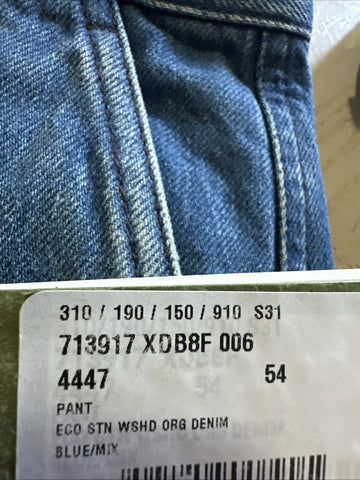 310 / 190 / 150 / 910 S31
713917 XDB8F 006
4447 54
PANT
ECO STN WSHD ORG DENIM
BLUE/MIX